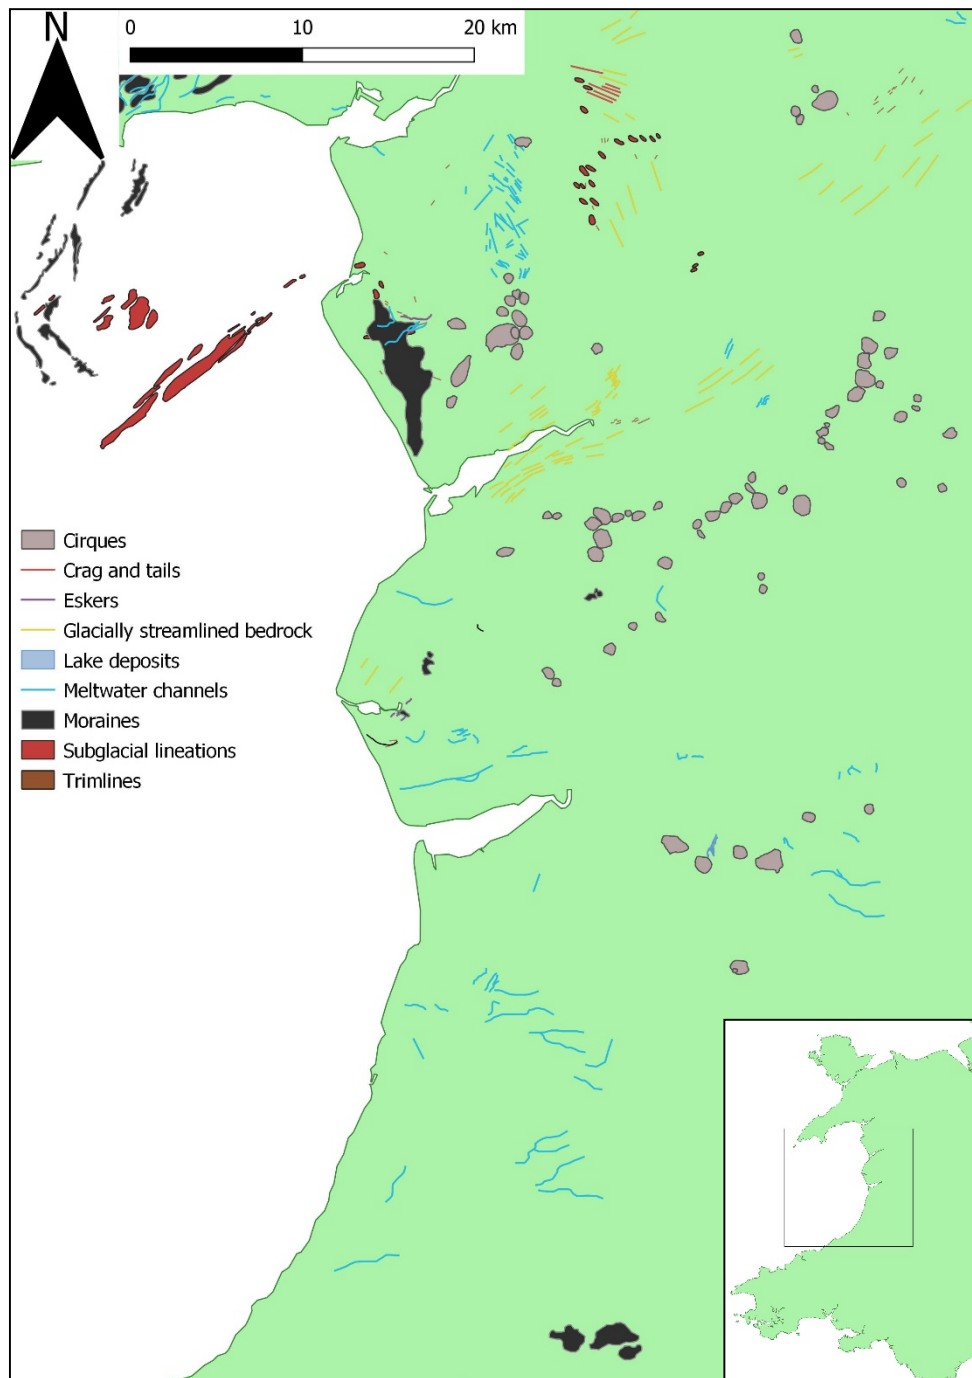 N
0 10 20 km
Cirques
Crag and tails
Eskers
Glacially streamlined bedrock
Lake deposits
Meltwater channels
Moraines
Subglacial lineations
Trimlines